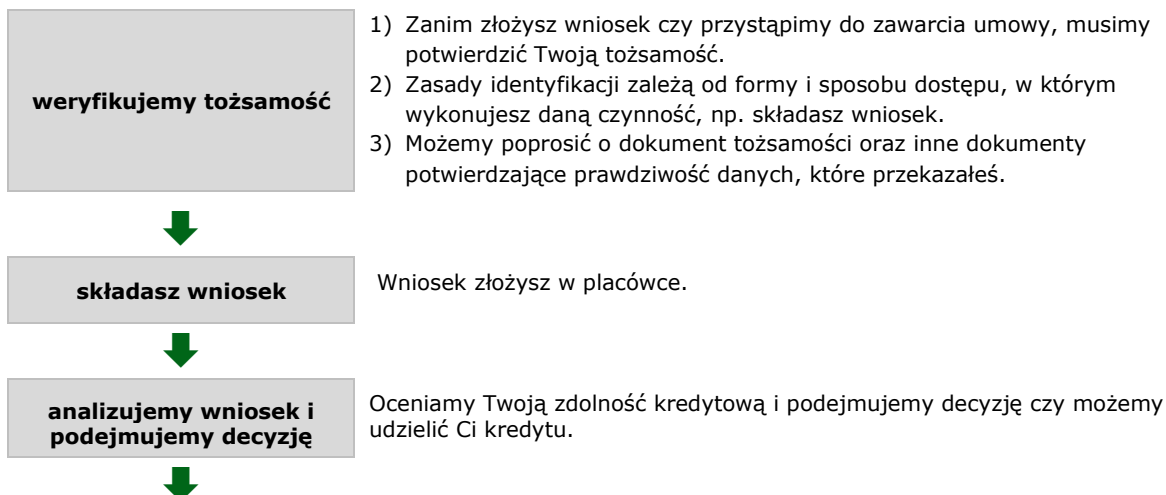 weryfikujemy tożsamość
1) Zanim złożysz wniosek czy przystąpimy do zawarcia umowy, musimy
potwierdzić Twoją tożsamość.
2) Zasady identyfikacji zależą od formy i sposobu dostępu, w którym
wykonujesz daną czynność, np. składasz wniosek.
3) Możemy poprosić o dokument tożsamości oraz inne dokumenty
potwierdzające prawdziwość danych, które przekazałeś.
składasz wniosek
Wniosek złożysz w placówce.
analizujemy wniosek i
podejmujemy decyzję
Oceniamy Twoją zdolność kredytową i podejmujemy decyzję czy możemy
udzielić Ci kredytu.